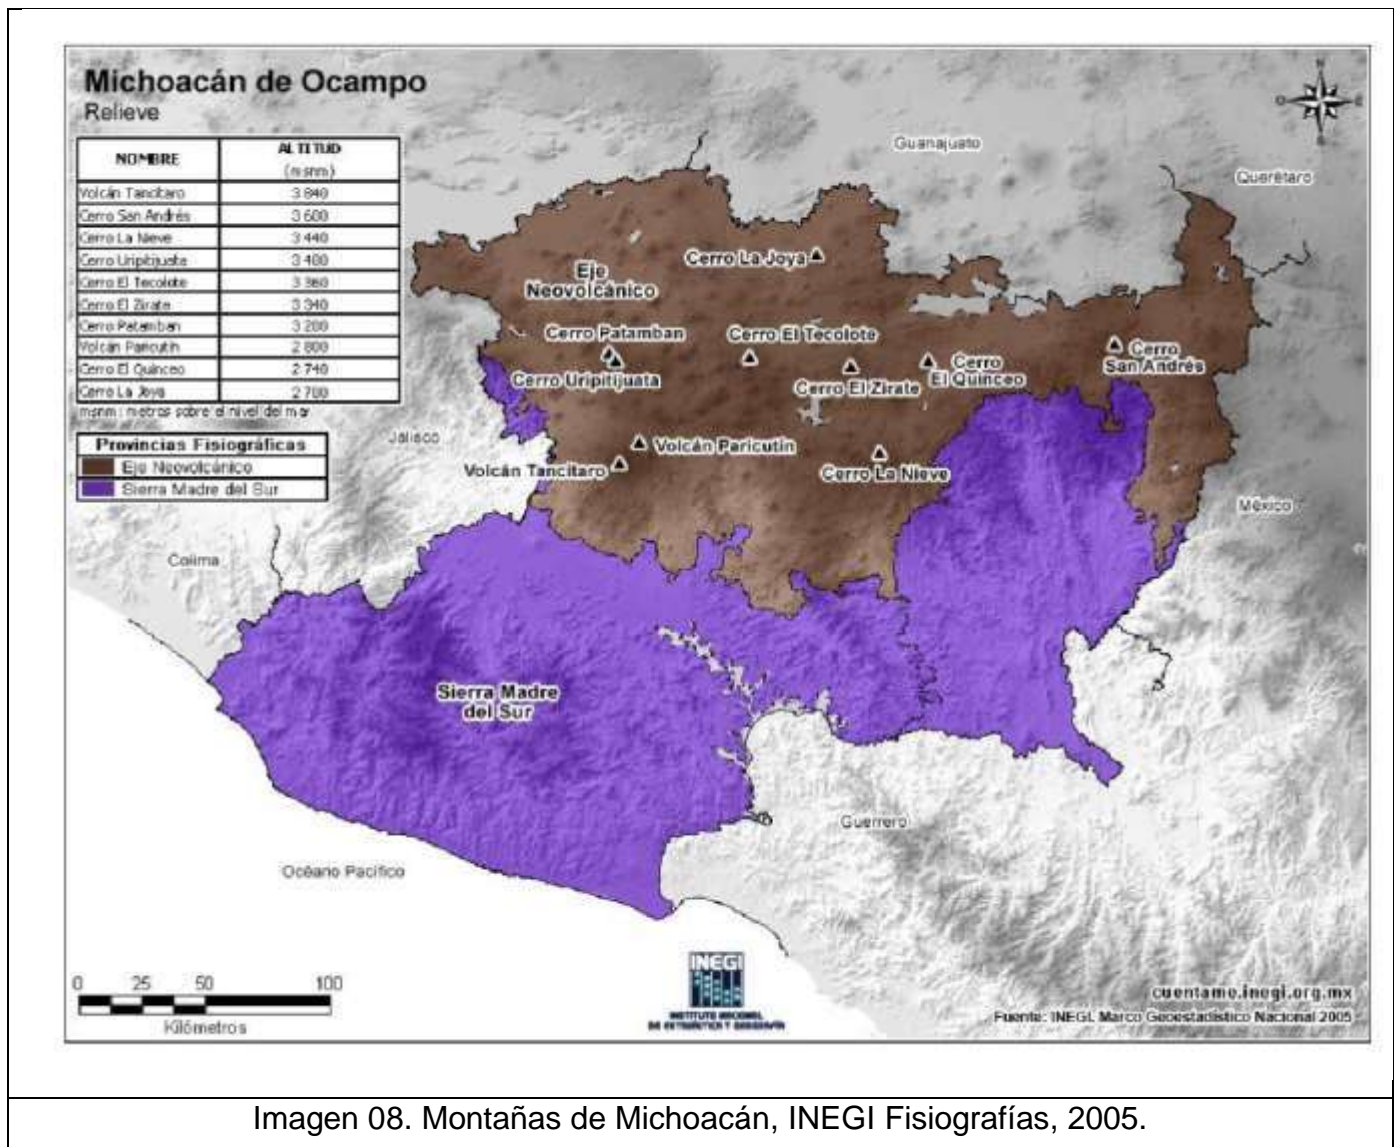 Michoacán de Ocampo
Relieve
NOMBRE ALTITUD
(msnm)
Volcán Tancítaro 3 840
Cerro San Andrés 3 600
Cerro La Nieve 3 440
Cerro Uripitijuata 3 400
Cerro El Tecolote 3 360
Cerro El Zirate 3 340
Cerro Patamban 3 200
Volcán Paricutín 2 800
Cerro El Quinceo 2 740
Cerro La Joya 2 700
msnm: metros sobre el nivel del mar
Provincias Fisiográficas
Eje Neovolcánico
Sierra Madre del Sur
N
E
Guanajuato
Querétaro
Cerro La Joya
Eje
Neovolcánico
Cerro Patamban
Cerro El Tecolote
Cerro Uripitijuata
Cerro El Zirate
Cerro
El Quinceo
Cerro
San Andrés
Jalisco
Volcán Paricutín
Volcán Tancítaro
Cerro La Nieve
México
Colima
Sierra Madre
del Sur
Guerrero
Océano Pacífico
0 25 50 100
Kilómetros
INEGI
INSTITUTO NACIONAL
DE ESTADÍSTICA Y GEOGRAFÍA
cuentame.inegi.org.mx
Fuente: INEGI. Marco Geoestadístico Nacional 2005
Imagen 08. Montañas de Michoacán, INEGI Fisiografías, 2005.